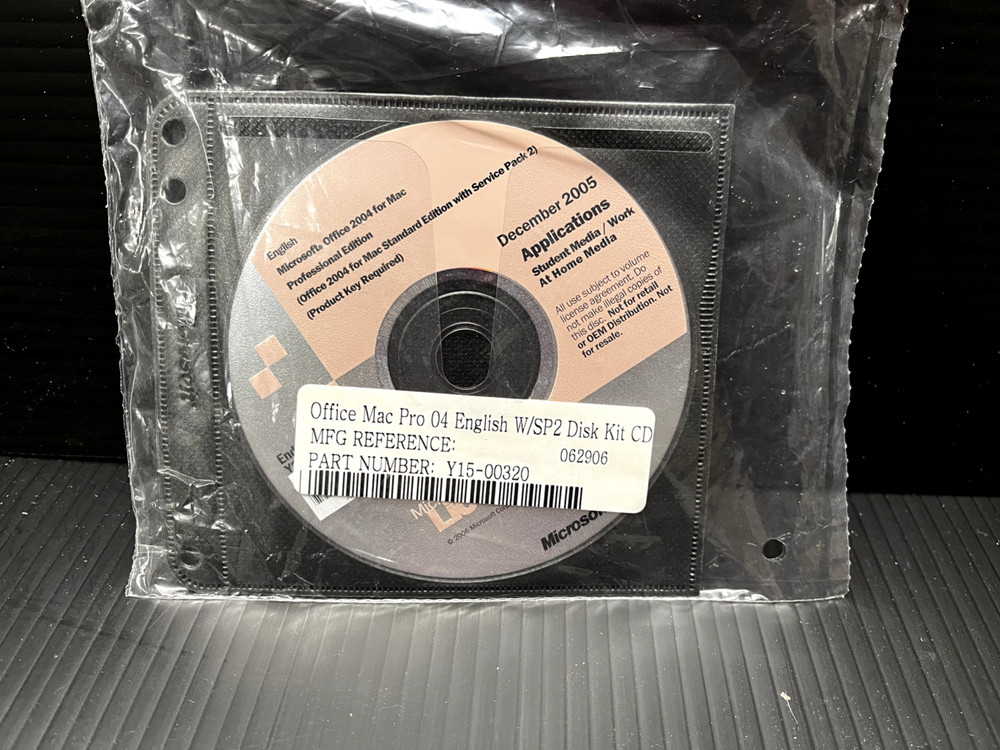 English
Microsoft® Office 2004 for Mac
Professional Edition
(Office 2004 for Mac Standard Edition with Service Pack 2)
(Product Key Required)
December 2005
Applications
Student Media / Work
At Home Media
All use subject to volume
license agreement. Do
not make illegal copies of
this disc. Not for retail
or OEM Distribution. Not
for resale.
Office Mac Pro 04 English W/SP2 Disk Kit CD
MFG REFERENCE:
062906
PART NUMBER: Y15-00320
© 2006 Microsoft
Microsoft